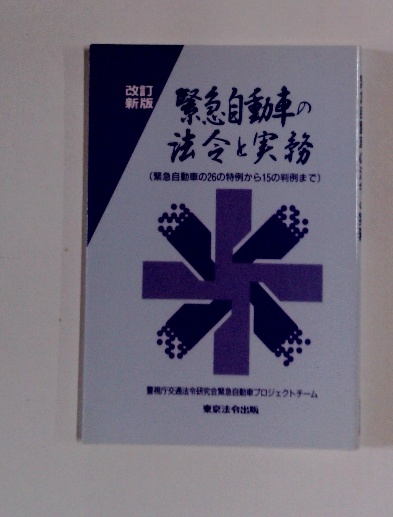 改訂
新版
緊急自動車の
法令と実務
(緊急自動車の26の特例から15の判例まで)
警視庁交通法令研究会緊急自動車プロジェクトチーム
東京法令出版